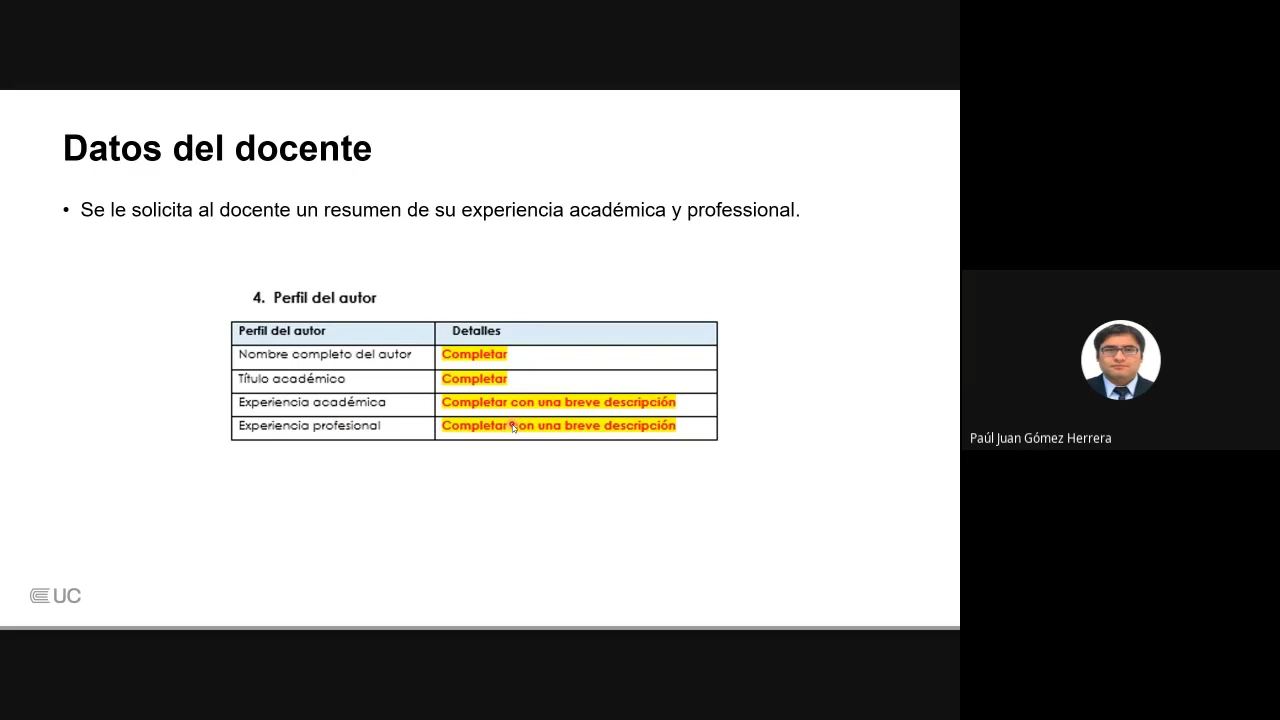 Datos del docente
• Se le solicita al docente un resumen de su experiencia académica y professional.
4. Perfil del autor
Perfil del autor Detalles
Nombre completo del autor Completar
Título académico Completar
Experiencia académica Completar con una breve descripción
Experiencia profesional Completar con una breve descripción
UC
Paúl Juan Gómez Herrera